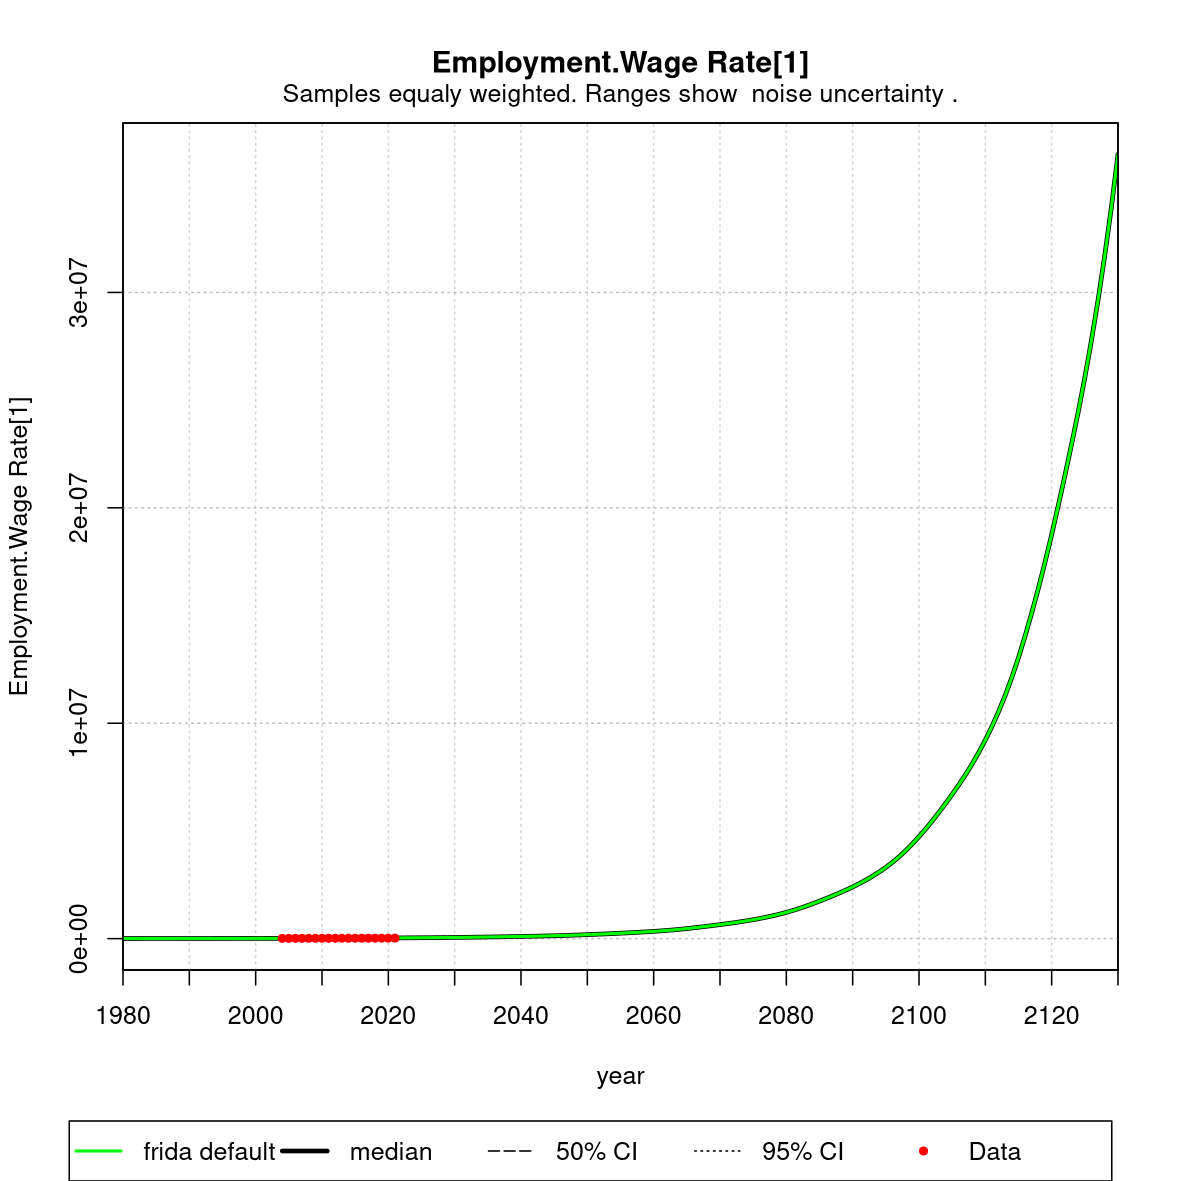 Employment.Wage Rate[1]
Samples equaly weighted. Ranges show  noise uncertainty .
Employment.Wage Rate[1]
3e+07
2e+07
1e+07
0e+00
1980 2000 2020 2040 2060 2080 2100 2120
year
frida default median 50% CI 95% CI Data